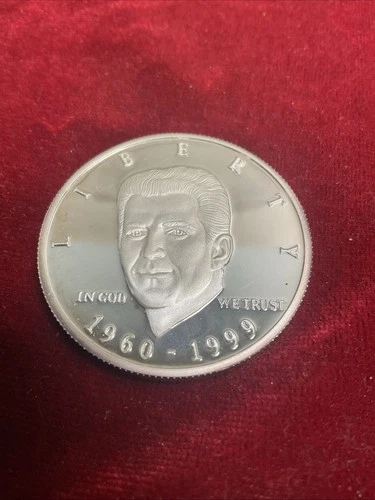 LIBERTY
IN GOD WE TRUST
1960 - 1999